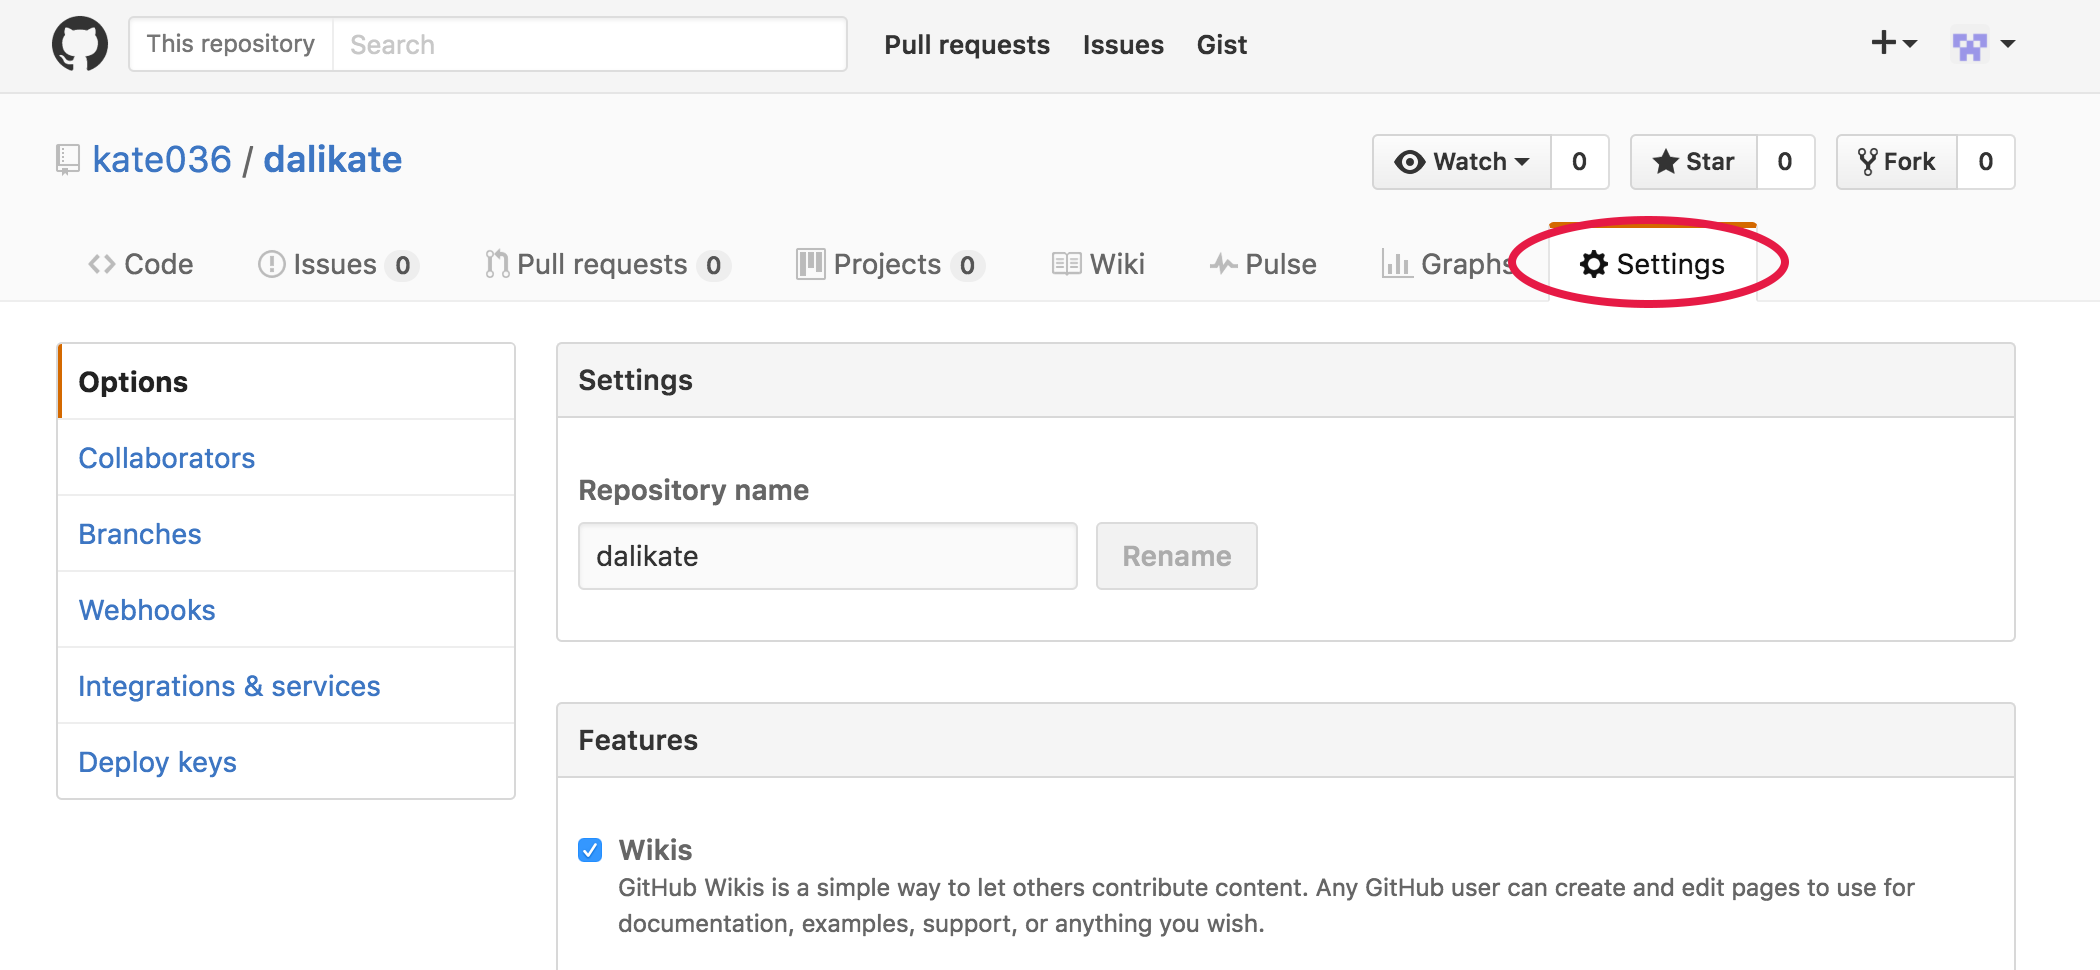 This repository Search Pull requests Issues Gist
kate036 / dalikate Watch 0 Star 0 Fork 0
Code Issues 0 Pull requests 0 Projects 0 Wiki Pulse Graphs Settings
Options
Collaborators
Branches
Webhooks
Integrations & services
Deploy keys
Settings
Repository name
dalikate Rename
Features
Wikis
GitHub Wikis is a simple way to let others contribute content. Any GitHub user can create and edit pages to use for
documentation, examples, support, or anything you wish.